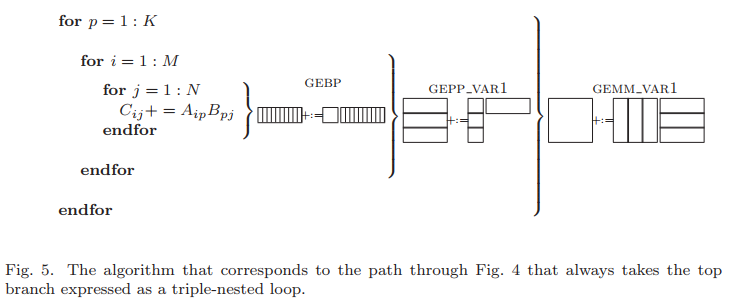 for p = 1 : K
for i = 1 : M
for j = 1 : N
C_{ij}+ = A_{ip}B_{pj}
endfor
endfor
endfor
GEBP
+:=
GEPP_VAR1
+:=
GEMM_VAR1
+:=
Fig. 5. The algorithm that corresponds to the path through Fig. 4 that always takes the top
branch expressed as a triple-nested loop.